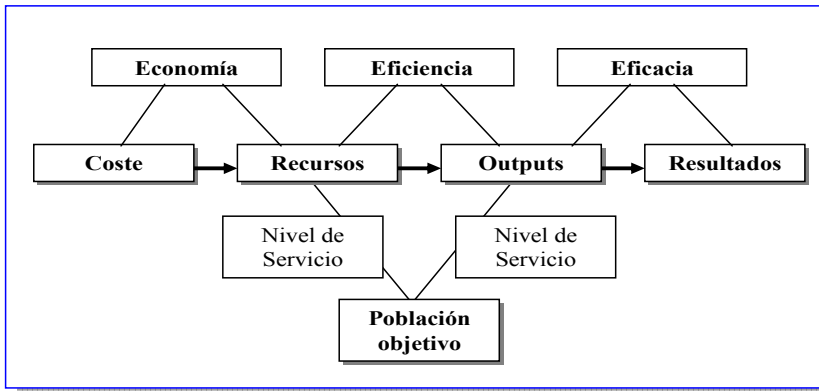 Economía
Eficiencia
Eficacia
Coste
Recursos
Outputs
Resultados
Nivel de
Servicio
Nivel de
Servicio
Población
objetivo